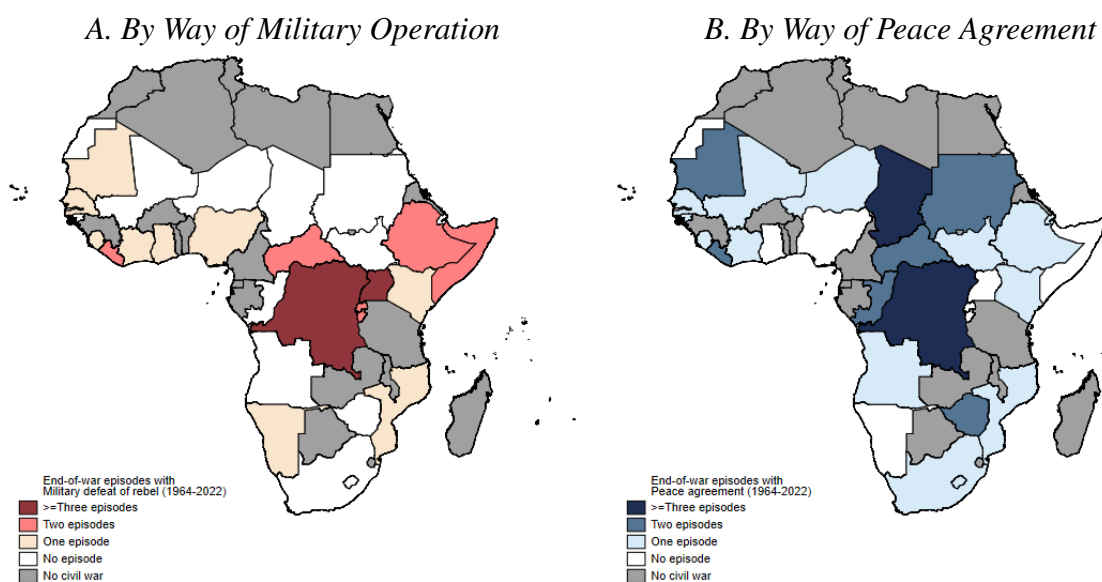 A. By Way of Military Operation
B. By Way of Peace Agreement
End-of-war episodes with
Military defeat of rebel (1964-2022)
>=Three episodes
Two episodes
One episode
No episode
No civil war
End-of-war episodes with
Peace agreement (1964-2022)
>=Three episodes
Two episodes
One episode
No episode
No civil war